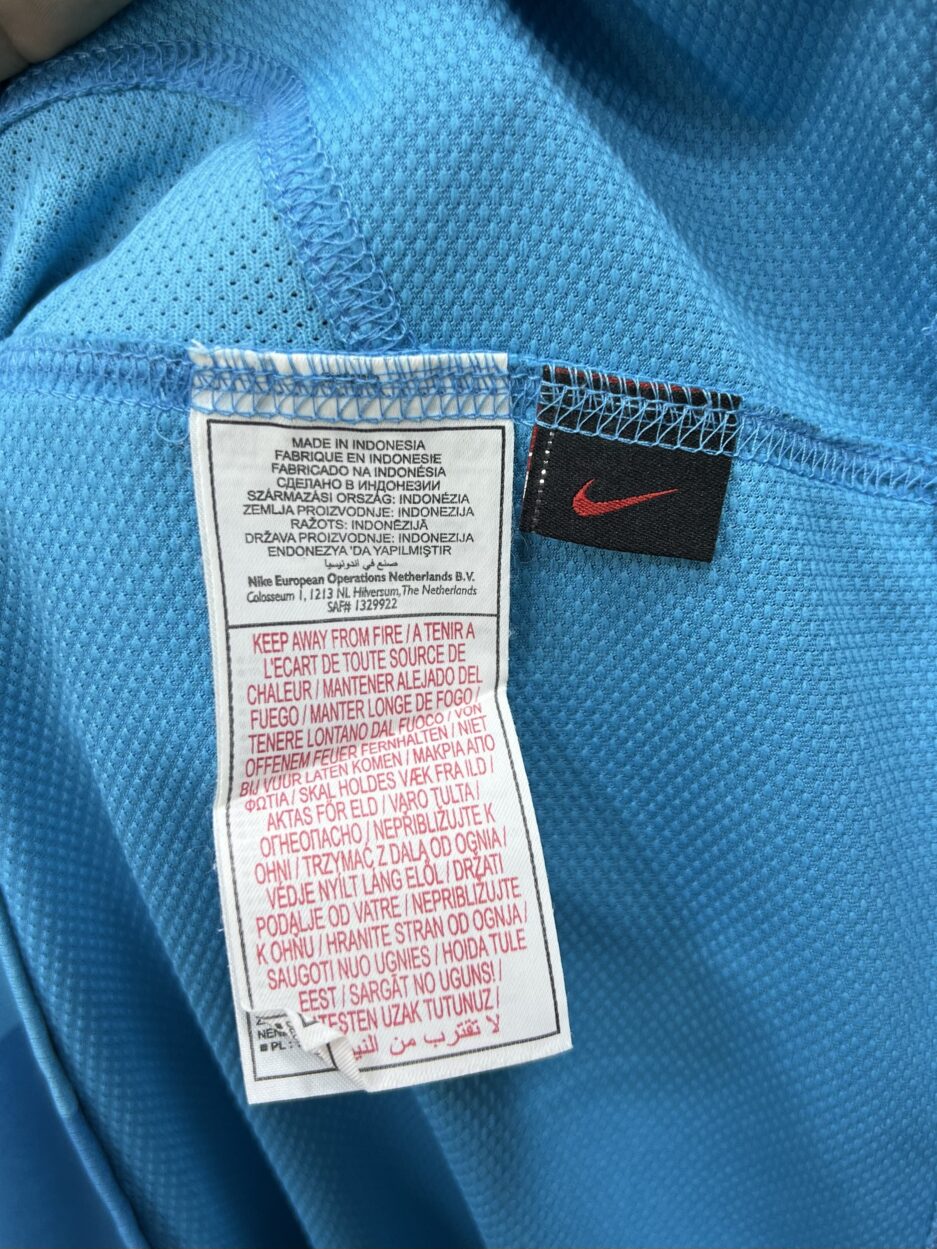 MADE IN INDONESIA
FABRIQUE EN INDONESIE
FABRICADO NA INDONÉSIA
СДЕЛАНО В ИНДОНЕЗИИ
SZÁRMAZÁSI ORSZÁG: INDONÉZIA
ZEMLJA PROIZVODNJE: INDONEZIJA
RAŽOTS: INDONĒZIJĀ
DRŽAVA PROIZVODNJE: INDONEZIJA
ENDONEZYA 'DA YAPILMIŞTIR
صنع في اندونيسيا
Nike European Operations Netherlands B.V.
Colosseum 1, 1213 NL Hilversum, The Netherlands
SAF# 1329922
KEEP AWAY FROM FIRE / A TENIR A
L'ECART DE TOUTE SOURCE DE
CHALEUR / MANTENER ALEJADO DEL
FUEGO / MANTER LONGE DE FOGO /
TENERE LONTANO DAL FUOCO / VON
OFFENEM FEUER FERNHALTEN / NIET
BIJ VUUR LATEN KOMEN / ΜΑΚΡΙΑ ΑΠΟ
ΦΩΤΙΑ / SKAL HOLDES VÆK FRA ILD /
AKTAS FÖR ELD / VARO TULTA /
ОГНЕОПАСНО / NEPŘIBLIŽUJTE K
OHNI / TRZYMAĆ Z DALA OD OGNIA /
VÉDJE NYÍLT LÁNG ELŐL / DRŽATI
PODALJE OD VATRE / NEPRIBLIŽUJTE
K OHŇU / HRANITE STRAN OD OGNJA /
SAUGOTI NUO UGNIES / HOIDA TULE
EEST / SARGĀT NO UGUNS! /
ATEŞTEN UZAK TUTUNUZ /
لا تقترب من
PL :